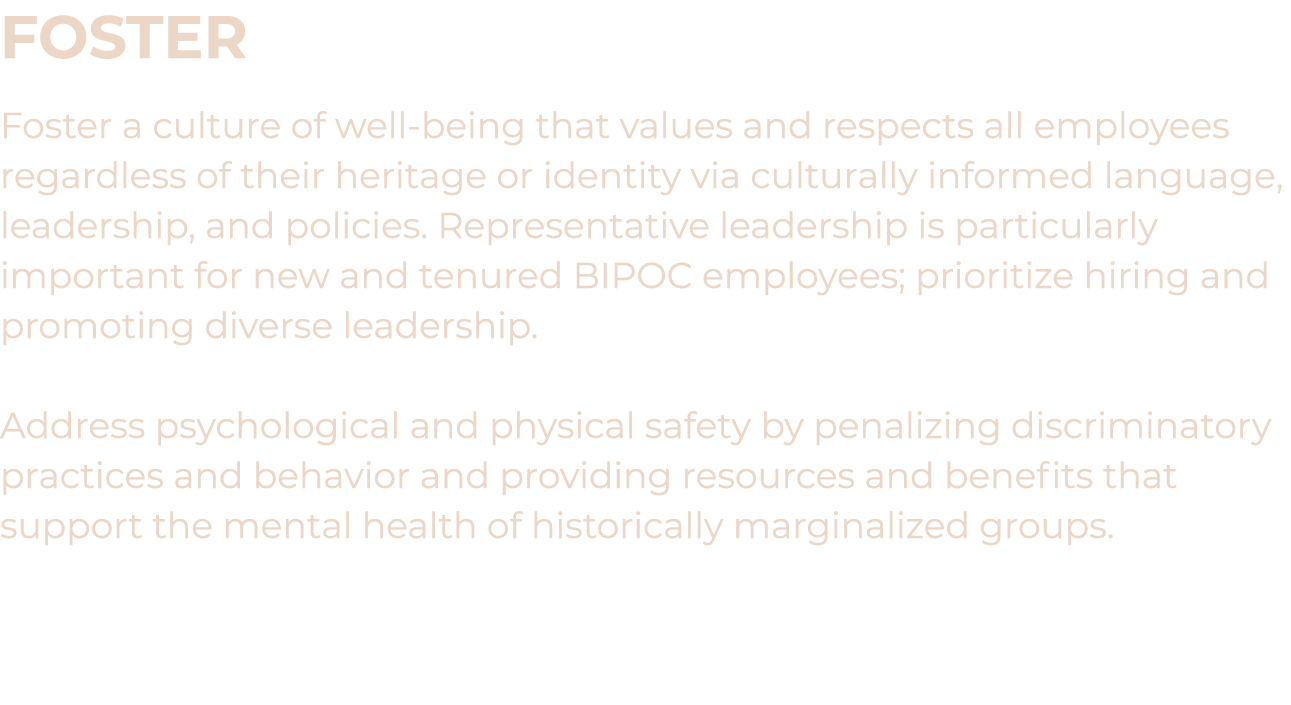 FOSTER
Foster a culture of well-being that values and respects all employees
regardless of their heritage or identity via culturally informed language,
leadership, and policies. Representative leadership is particularly
important for new and tenured BIPOC employees; prioritize hiring and
promoting diverse leadership.
Address psychological and physical safety by penalizing discriminatory
practices and behavior and providing resources and benefits that
support the mental health of historically marginalized groups.